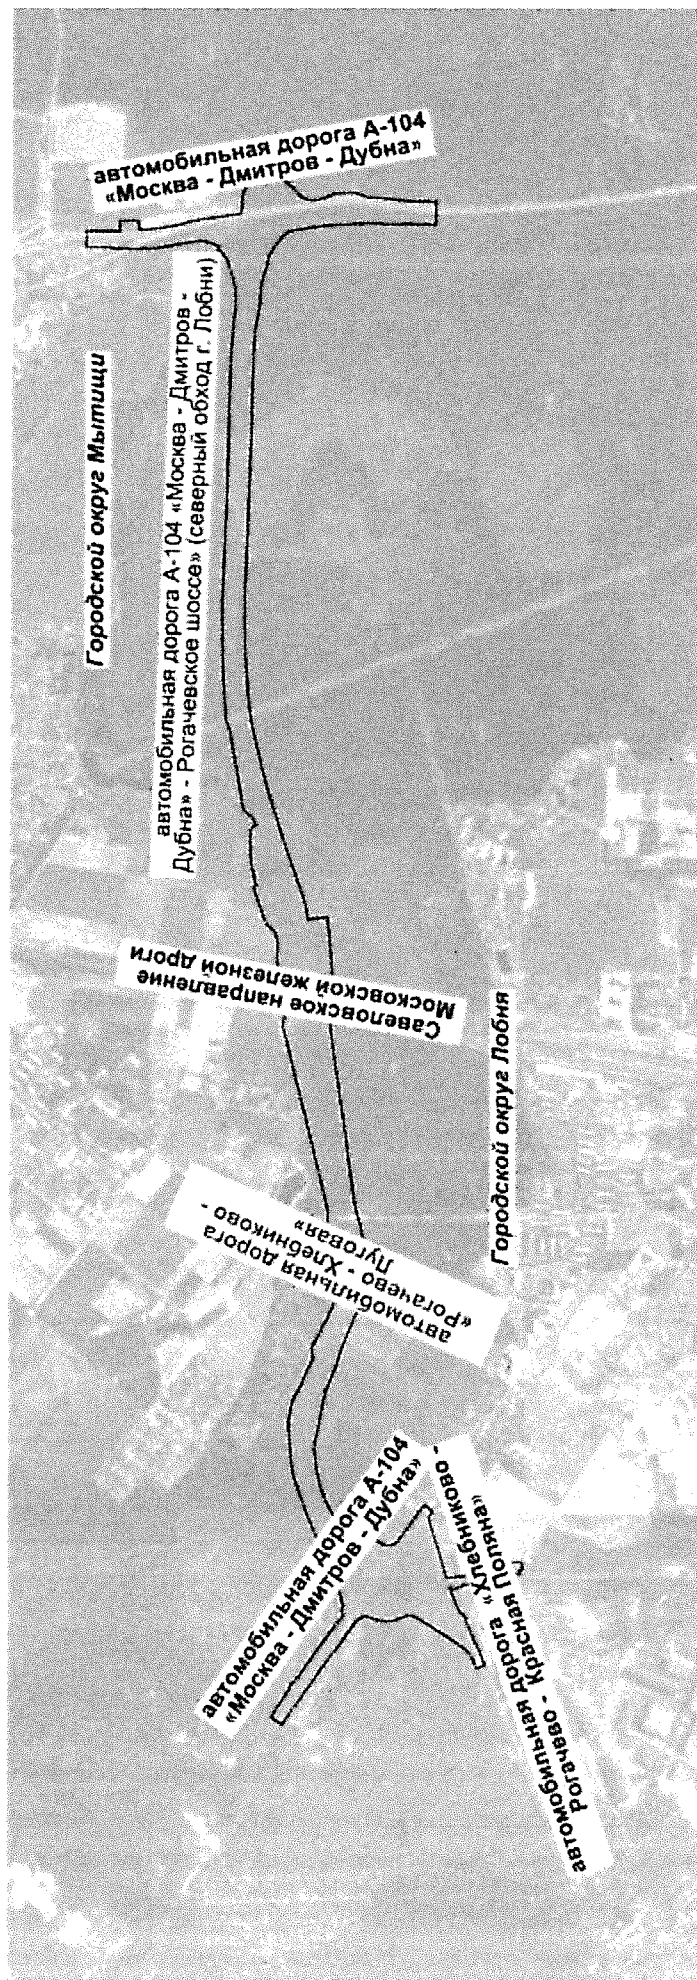 автомобильная дорога А-104
«Москва - Дмитров - Дубна»
Городской округ Мытищи
автомобильная дорога А-104 «Москва - Дмитров -
Дубна» - Рогачевское шоссе» (северный обход г. Лобни)
Савеловское направление
Московской железной дроги
Городской округ Лобня
автомобильная дорога
«Рогачево - Хлебниково -
Луговая»
автомобильная дорога А-104
«Москва - Дмитров - Дубна»
автомобильная дорога «Хлебниково -
Рогачево - Красная Поляна»